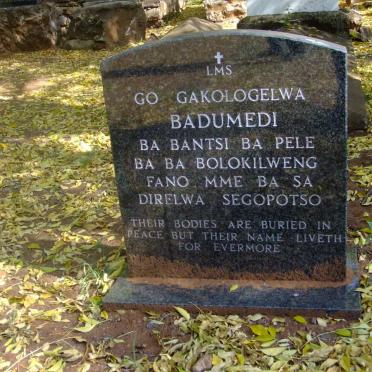 LMS
GO GAKOLOGELWA
BADUMEDI
BA BANTSI BA PELE
BA BA BOLOKILWENG
FANO MME BA SA
DIRELWA SEGOPOTSO
THEIR BODIES ARE BURIED IN
PEACE BUT THEIR NAME LIVETH
FOR EVERMORE